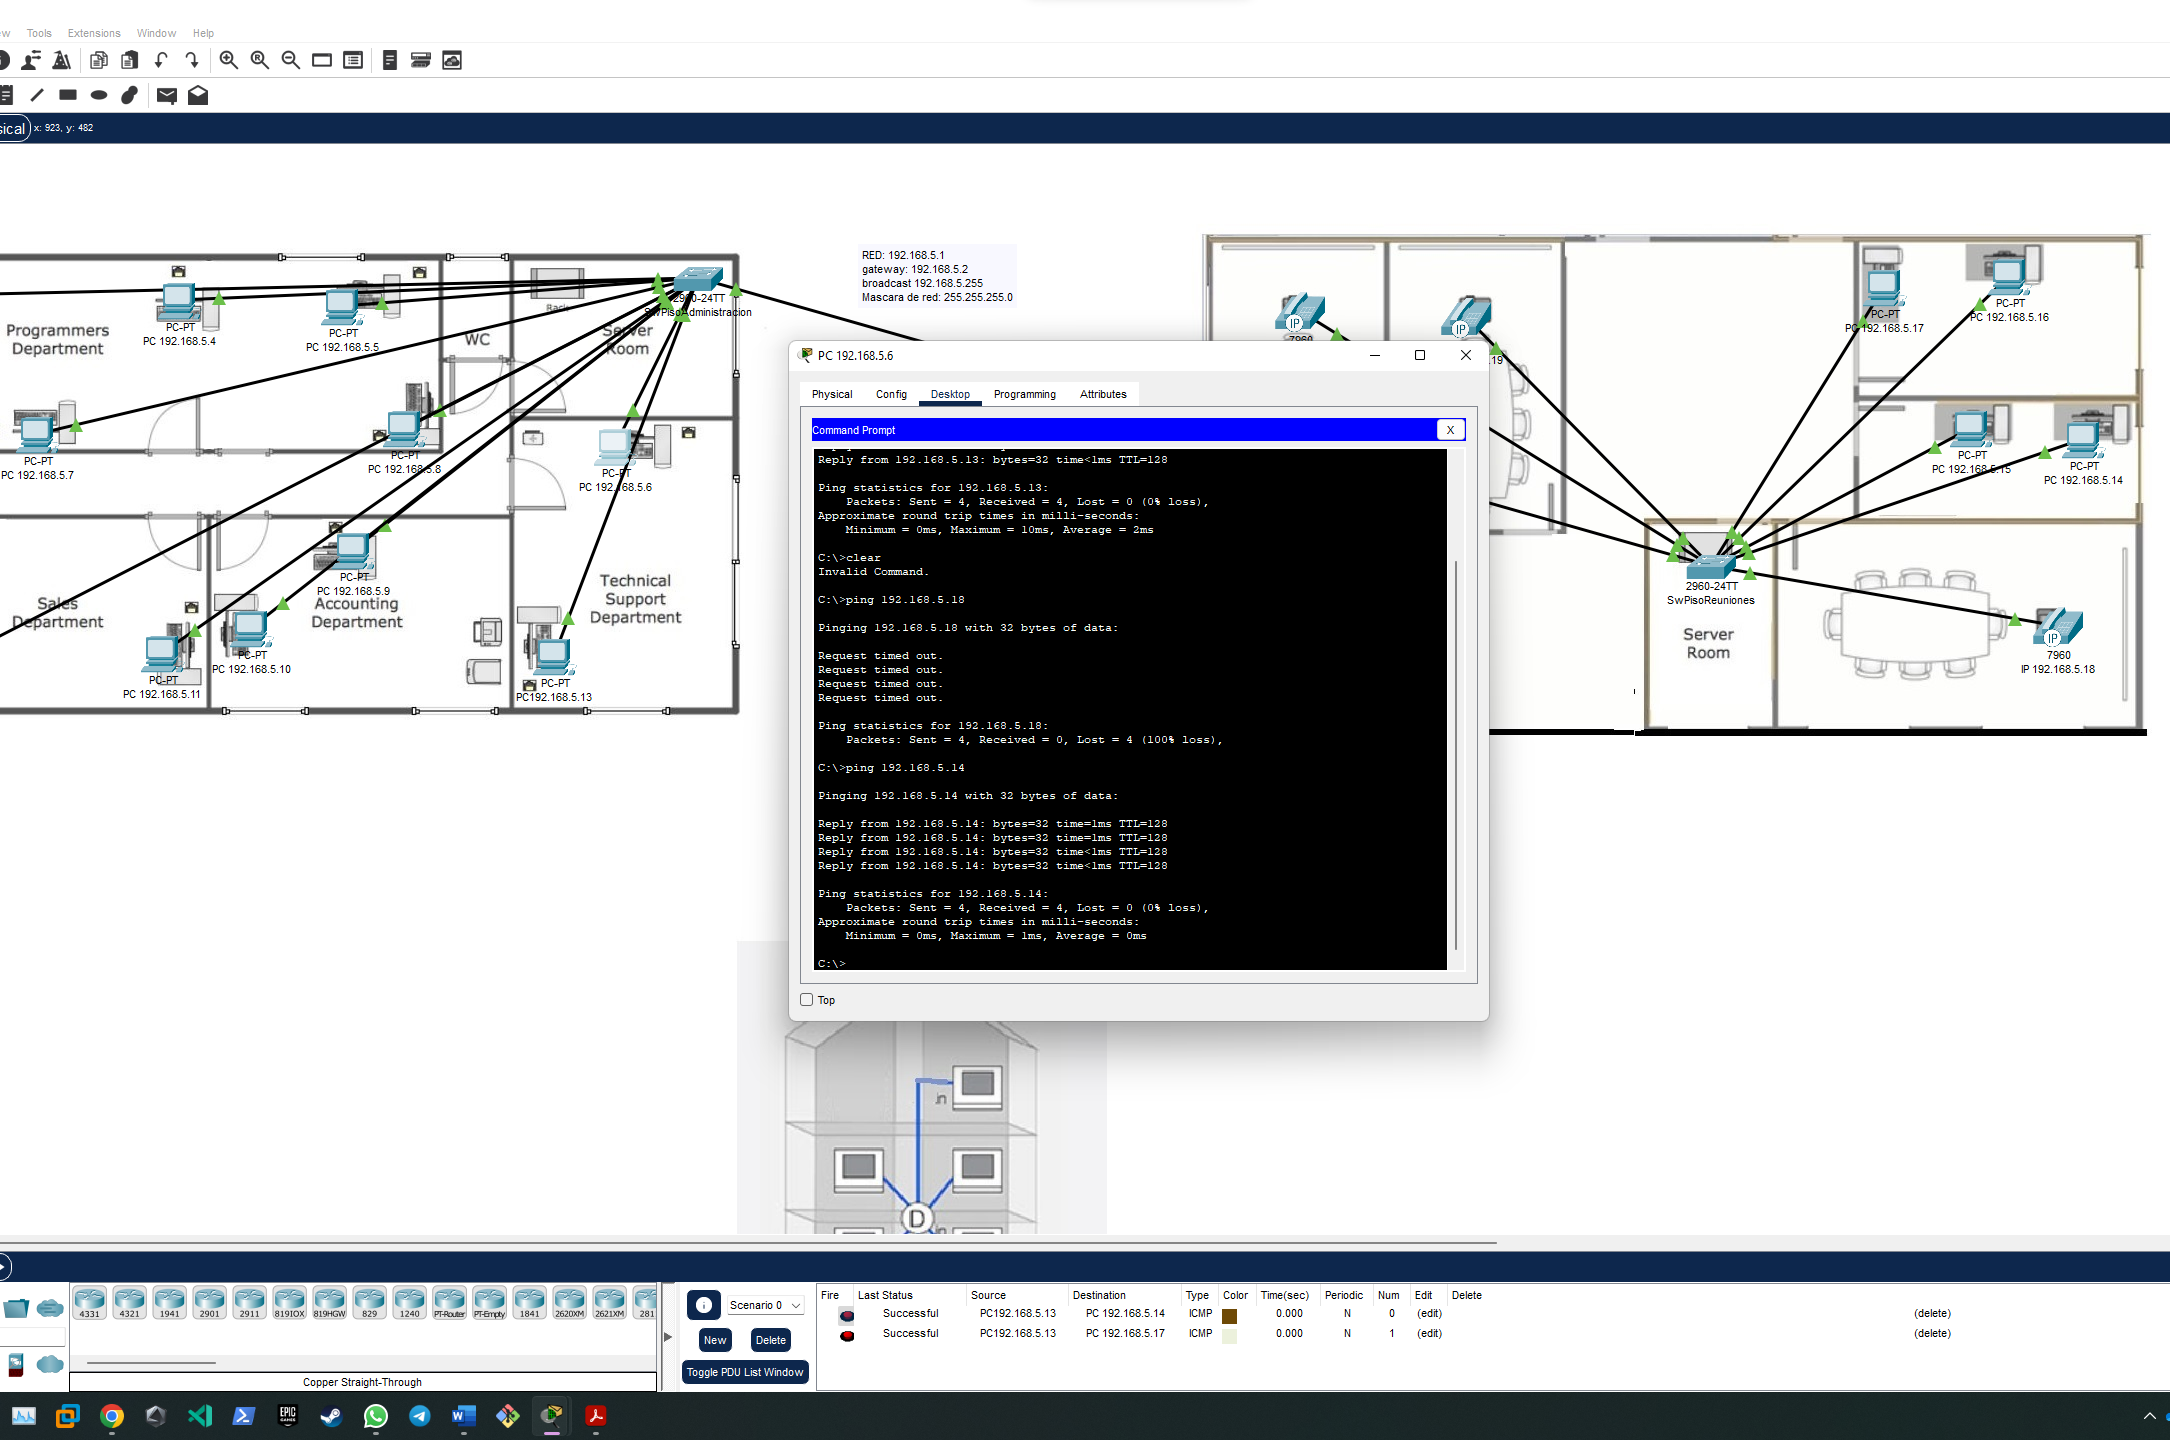 Tools Extensions Window Help
x: 923, y: 482
RED: 192.168.5.1
gateway: 192.168.5.2
broadcast 192.168.5.255
Mascara de red: 255.255.255.0
Programmers
Department
PC-PT
PC 192.168.5.4
PC-PT
PC 192.168.5.5
WC
Rack
2960-24TT
SwPisoAdministracion
Server
Room
PC-PT
PC 192.168.5.7
PC-PT
PC 192.168.5.8
PC-PT
PC 192.168.5.6
PC-PT
PC 192.168.5.9
Sales
Department
Accounting
Department
Technical
Support
Department
PC-PT
PC 192.168.5.10
PC-PT
PC 192.168.5.11
PC-PT
PC192.168.5.13
IP
7960
IP
PC-PT
PC 192.168.5.17
PC-PT
PC 192.168.5.16
PC-PT
PC 192.168.5.15
PC-PT
PC 192.168.5.14
2960-24TT
SwPisoReuniones
Server
Room
IP
7960
IP 192.168.5.18
PC 192.168.5.6
Physical Config Desktop Programming Attributes
Command Prompt X
Reply from 192.168.5.13: bytes=32 time<1ms TTL=128
Ping statistics for 192.168.5.13:
Packets: Sent = 4, Received = 4, Lost = 0 (0% loss),
Approximate round trip times in milli-seconds:
Minimum = 0ms, Maximum = 10ms, Average = 2ms
C:\>clear
Invalid Command.
C:\>ping 192.168.5.18
Pinging 192.168.5.18 with 32 bytes of data:
Request timed out.
Request timed out.
Request timed out.
Request timed out.
Ping statistics for 192.168.5.18:
Packets: Sent = 4, Received = 0, Lost = 4 (100% loss),
C:\>ping 192.168.5.14
Pinging 192.168.5.14 with 32 bytes of data:
Reply from 192.168.5.14: bytes=32 time=1ms TTL=128
Reply from 192.168.5.14: bytes=32 time=1ms TTL=128
Reply from 192.168.5.14: bytes=32 time<1ms TTL=128
Reply from 192.168.5.14: bytes=32 time<1ms TTL=128
Ping statistics for 192.168.5.14:
Packets: Sent = 4, Received = 4, Lost = 0 (0% loss),
Approximate round trip times in milli-seconds:
Minimum = 0ms, Maximum = 1ms, Average = 0ms
C:\>
Top
in
D
4331 4321 1941 2901 2911 819IOX 819HGW 829 1240 PT-Router PT-Empty 1841 2620XM 2621XM 281
Copper Straight-Through
Scenario 0
New Delete
Toggle PDU List Window
Fire Last Status Source Destination Type Color Time(sec) Periodic Num Edit Delete
Successful PC192.168.5.13 PC 192.168.5.14 ICMP 0.000 N 0 (edit) (delete)
Successful PC192.168.5.13 PC 192.168.5.17 ICMP 0.000 N 1 (edit) (delete)
EPIC GAMES